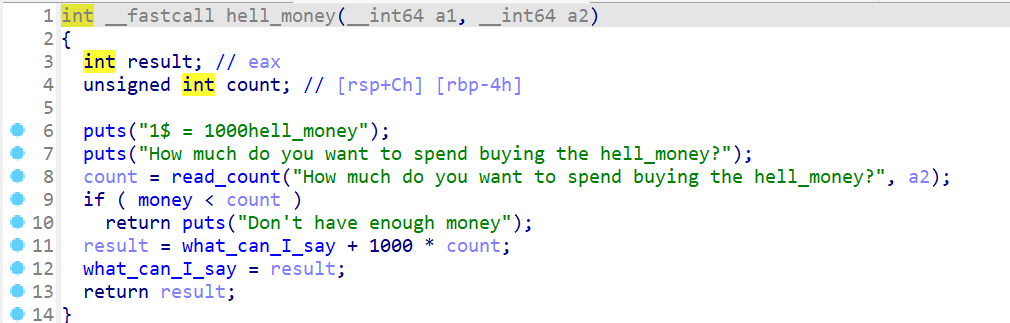 1 int __fastcall hell_money(__int64 a1, __int64 a2)
2 {
3 int result; // eax
4 unsigned int count; // [rsp+Ch] [rbp-4h]
5
6 puts("1$ = 1000hell_money");
7 puts("How much do you want to spend buying the hell_money?");
8 count = read_count("How much do you want to spend buying the hell_money?", a2);
9 if ( money < count )
10 return puts("Don't have enough money");
11 result = what_can_I_say + 1000 * count;
12 what_can_I_say = result;
13 return result;
14 }